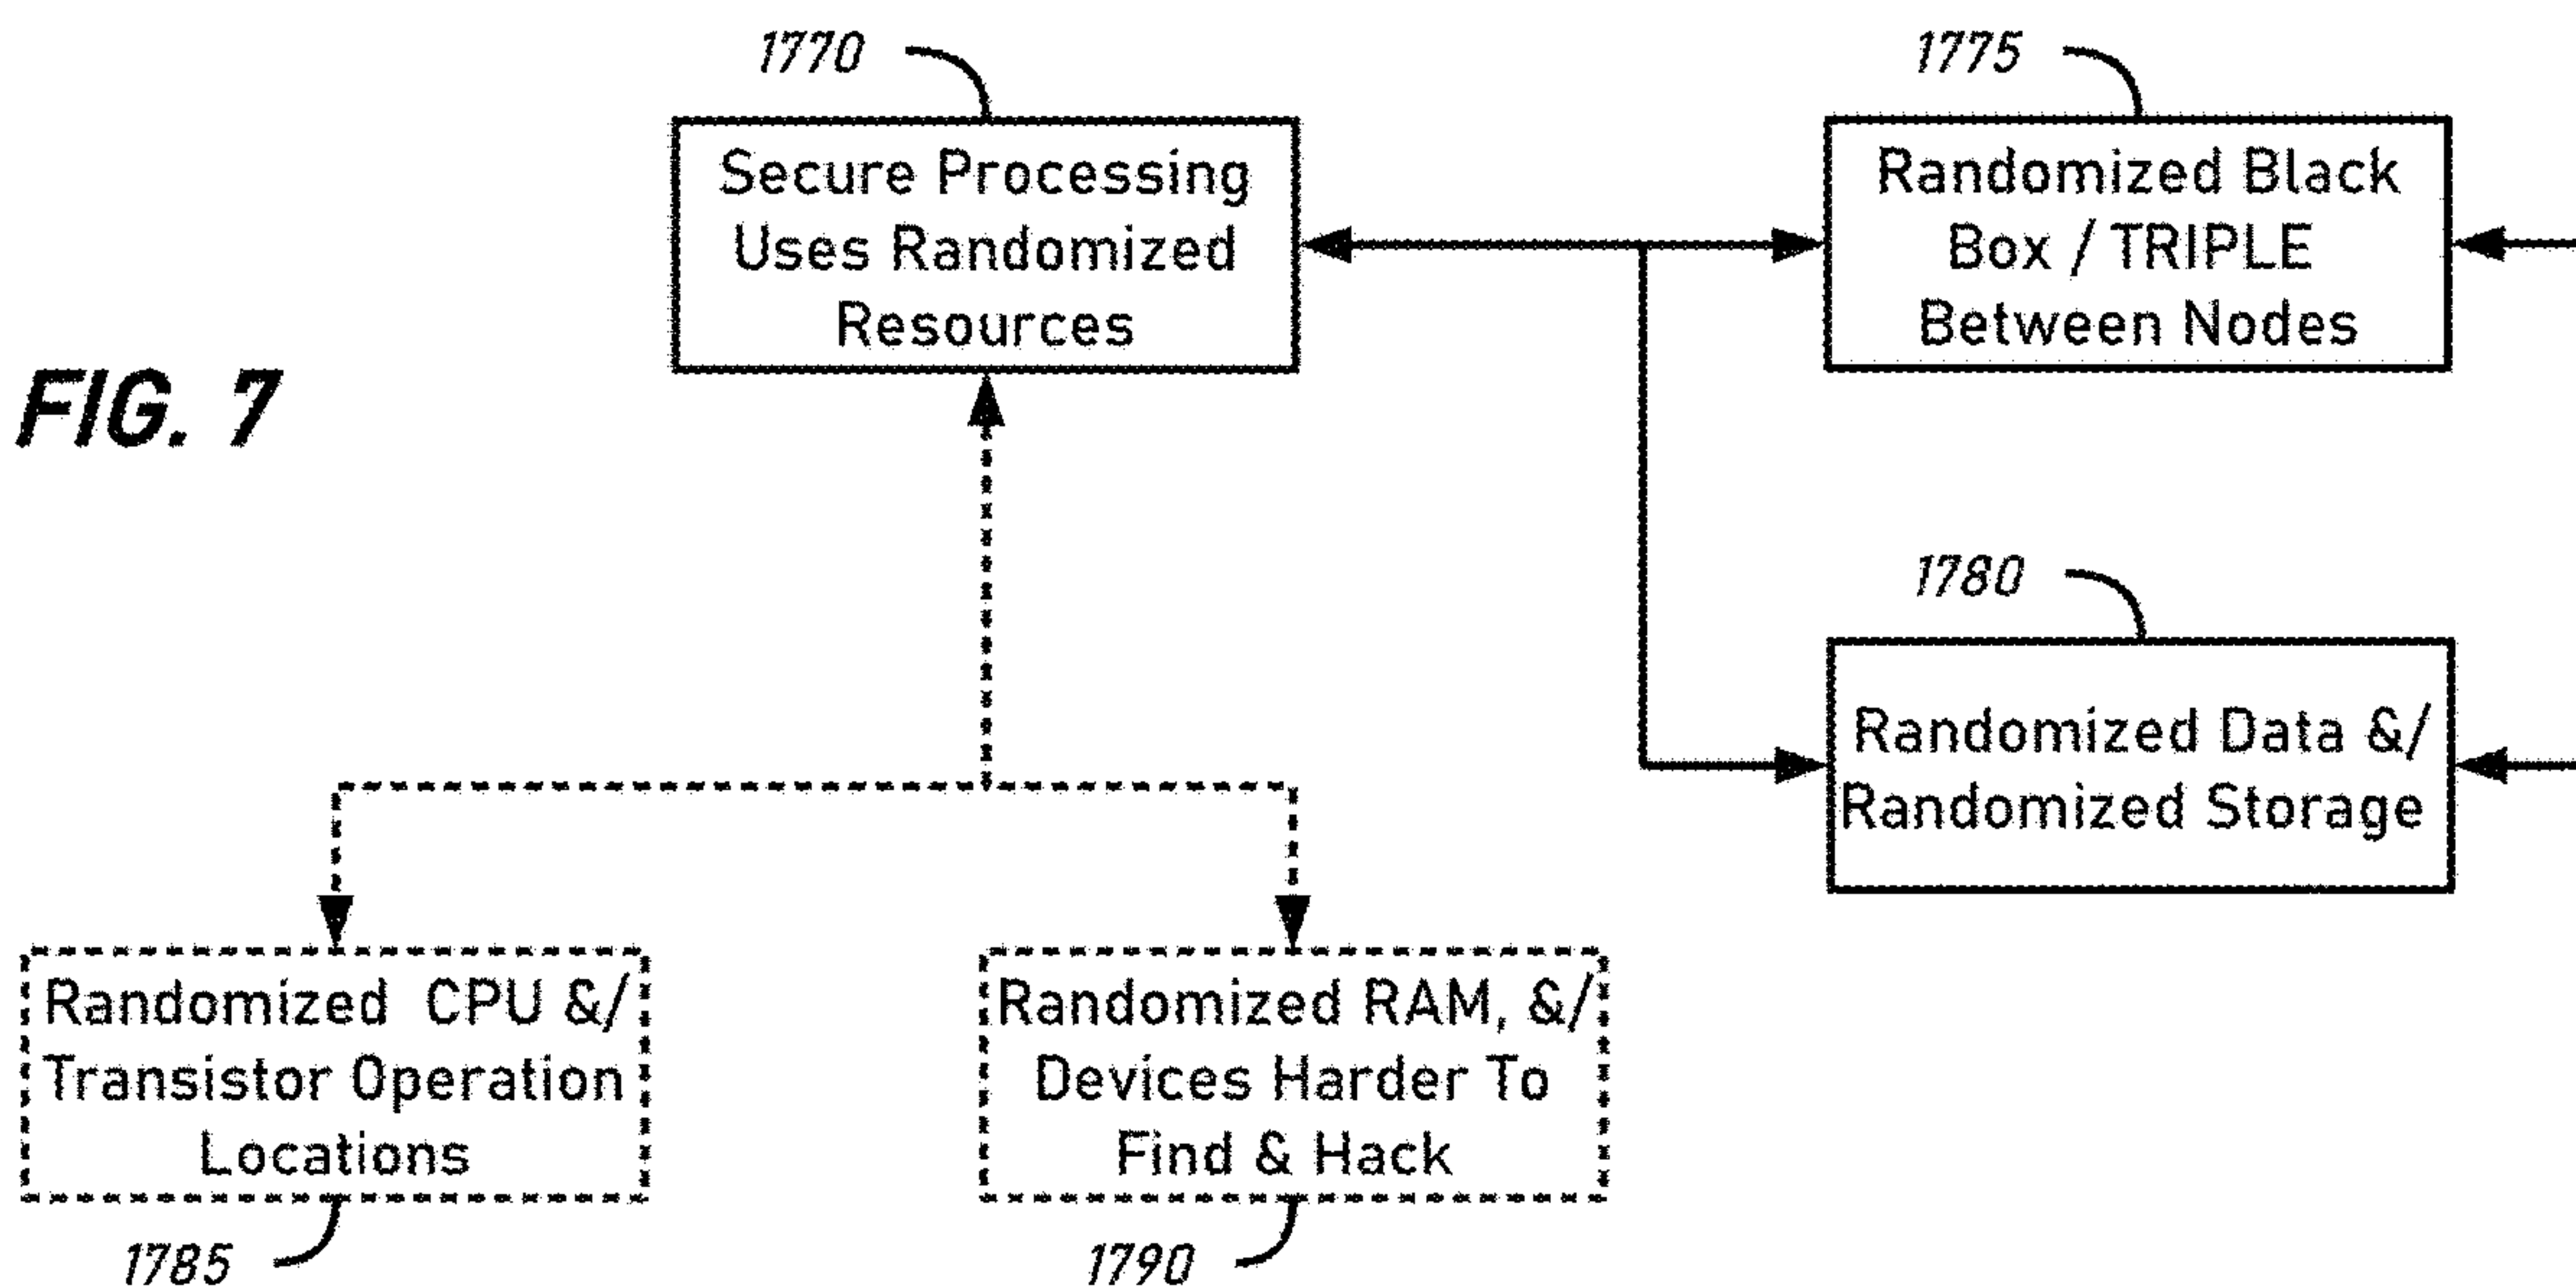 1770
Secure Processing
Uses Randomized
Resources
1775
Randomized Black
Box / TRIPLE
Between Nodes
FIG. 7
1780
Randomized Data &/
Randomized Storage
Randomized CPU &/
Transistor Operation
Locations
1785
Randomized RAM, &/
Devices Harder To
Find & Hack
1790